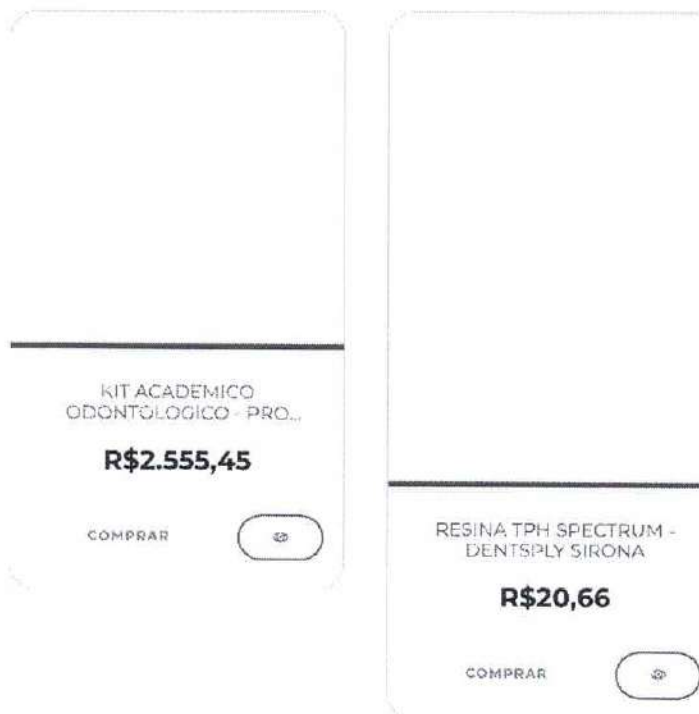 KIT ACADEMICO
ODONTOLOGICO - PRO...
R$2.555,45
COMPRAR
RESINA TPH SPECTRUM -
DENTSPLY SIRONA
R$20,66
COMPRAR